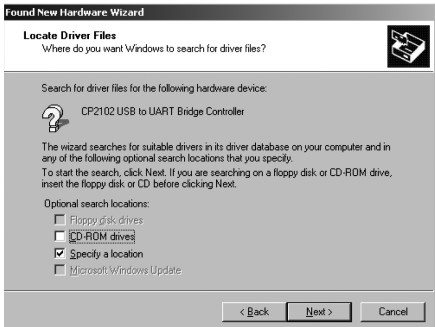 Found New Hardware Wizard
Locate Driver Files
Where do you want Windows to search for driver files?
Search for driver files for the following hardware device:
CP2102 USB to UART Bridge Controller
The wizard searches for suitable drivers in its driver database on your computer and in
any of the following optional search locations that you specify.
To start the search, click Next. If you are searching on a floppy disk or CD-ROM drive,
insert the floppy disk or CD before clicking Next.
Optional search locations:
Floppy disk drives
CD-ROM drives
Specify a location
Microsoft Windows Update
< Back Next > Cancel